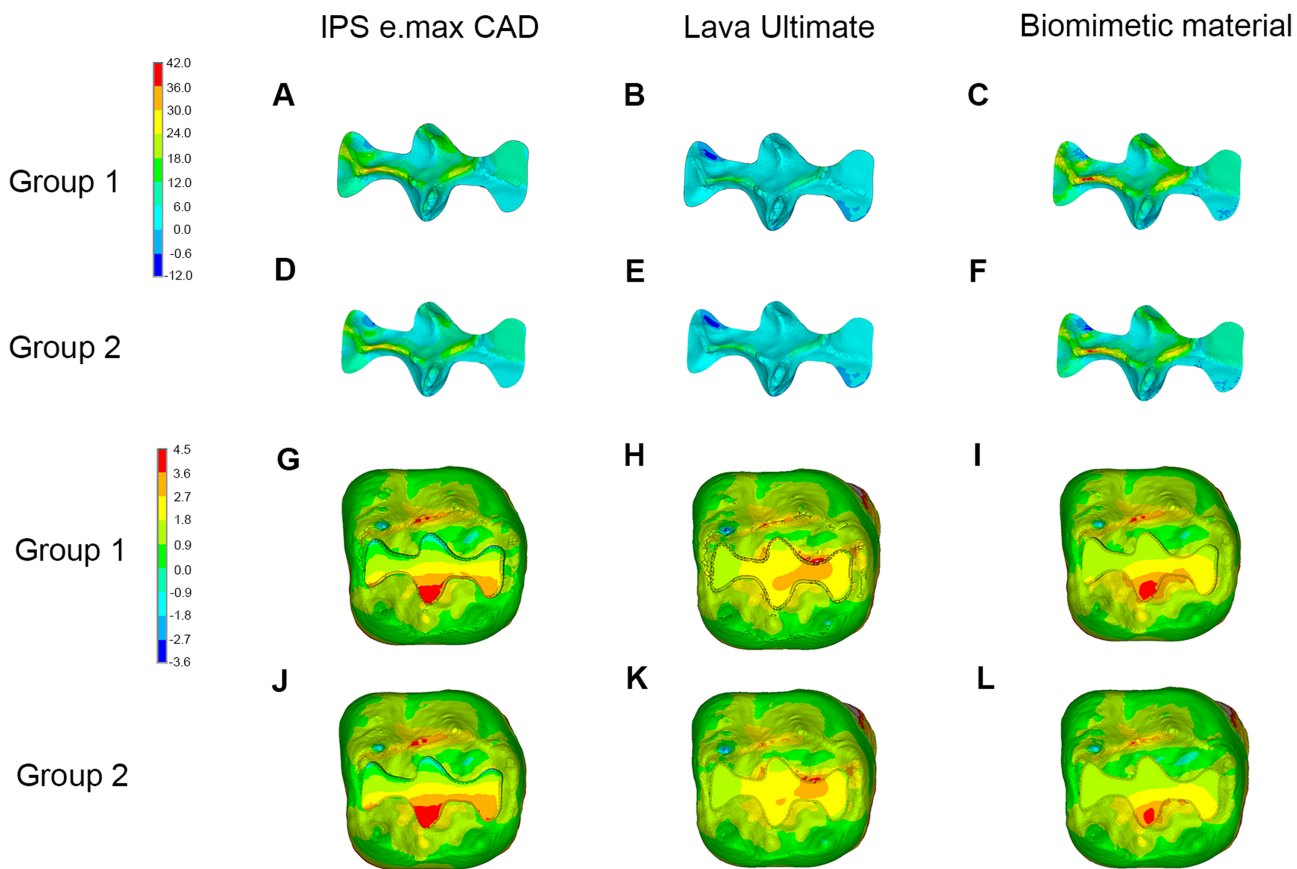 IPS e.max CAD
Lava Ultimate
Biomimetic material
42.0
36.0
30.0
24.0
18.0
12.0
6.0
0.0
-0.6
-12.0
A
B
C
Group 1
D
E
F
Group 2
4.5
3.6
2.7
1.8
0.9
0.0
-0.9
-1.8
-2.7
-3.6
G
H
I
Group 1
J
K
L
Group 2